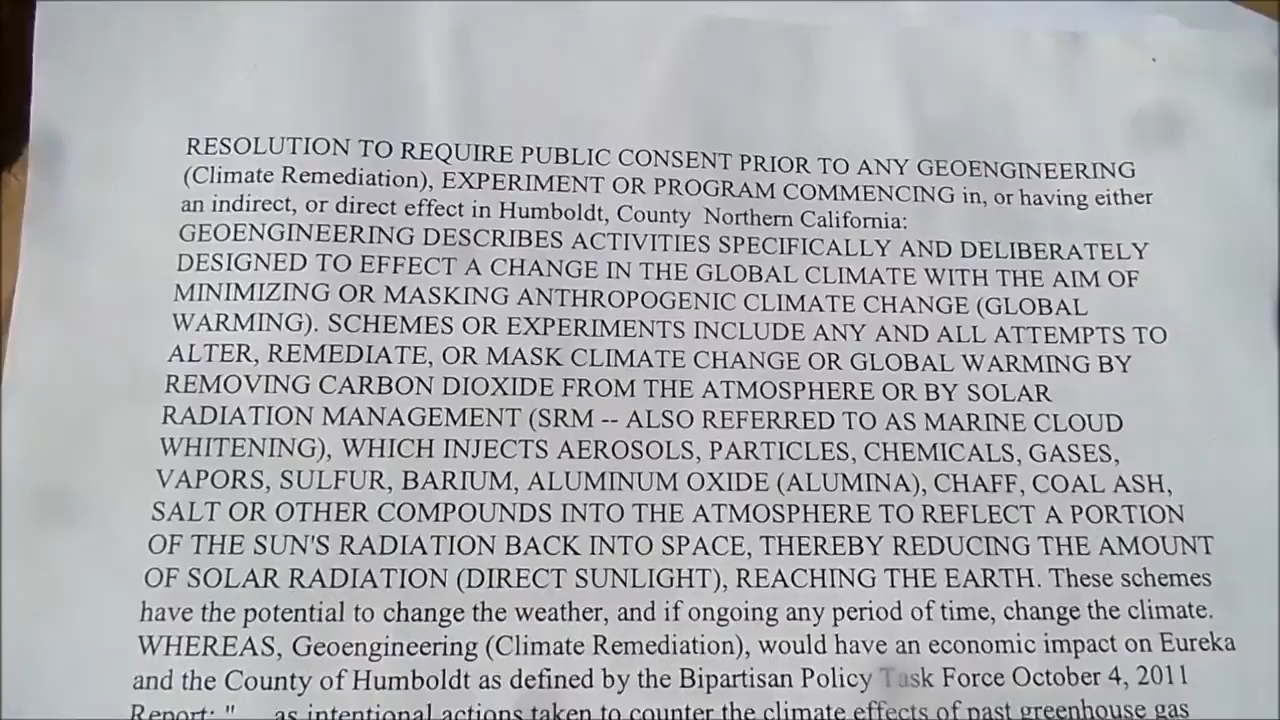 RESOLUTION TO REQUIRE PUBLIC CONSENT PRIOR TO ANY GEOENGINEERING
(Climate Remediation), EXPERIMENT OR PROGRAM COMMENCING in, or having either
an indirect, or direct effect in Humboldt, County Northern California:
GEOENGINEERING DESCRIBES ACTIVITIES SPECIFICALLY AND DELIBERATELY
DESIGNED TO EFFECT A CHANGE IN THE GLOBAL CLIMATE WITH THE AIM OF
MINIMIZING OR MASKING ANTHROPOGENIC CLIMATE CHANGE (GLOBAL
WARMING). SCHEMES OR EXPERIMENTS INCLUDE ANY AND ALL ATTEMPTS TO
ALTER, REMEDIATE, OR MASK CLIMATE CHANGE OR GLOBAL WARMING BY
REMOVING CARBON DIOXIDE FROM THE ATMOSPHERE OR BY SOLAR
RADIATION MANAGEMENT (SRM -- ALSO REFERRED TO AS MARINE CLOUD
WHITENING), WHICH INJECTS AEROSOLS, PARTICLES, CHEMICALS, GASES,
VAPORS, SULFUR, BARIUM, ALUMINUM OXIDE (ALUMINA), CHAFF, COAL ASH,
SALT OR OTHER COMPOUNDS INTO THE ATMOSPHERE TO REFLECT A PORTION
OF THE SUN'S RADIATION BACK INTO SPACE, THEREBY REDUCING THE AMOUNT
OF SOLAR RADIATION (DIRECT SUNLIGHT), REACHING THE EARTH. These schemes
have the potential to change the weather, and if ongoing any period of time, change the climate.
WHEREAS, Geoengineering (Climate Remediation), would have an economic impact on Eureka
and the County of Humboldt as defined by the Bipartisan Policy Task Force October 4, 2011
Report: "... as intentional actions taken to counter the climate effects of past greenhouse gas